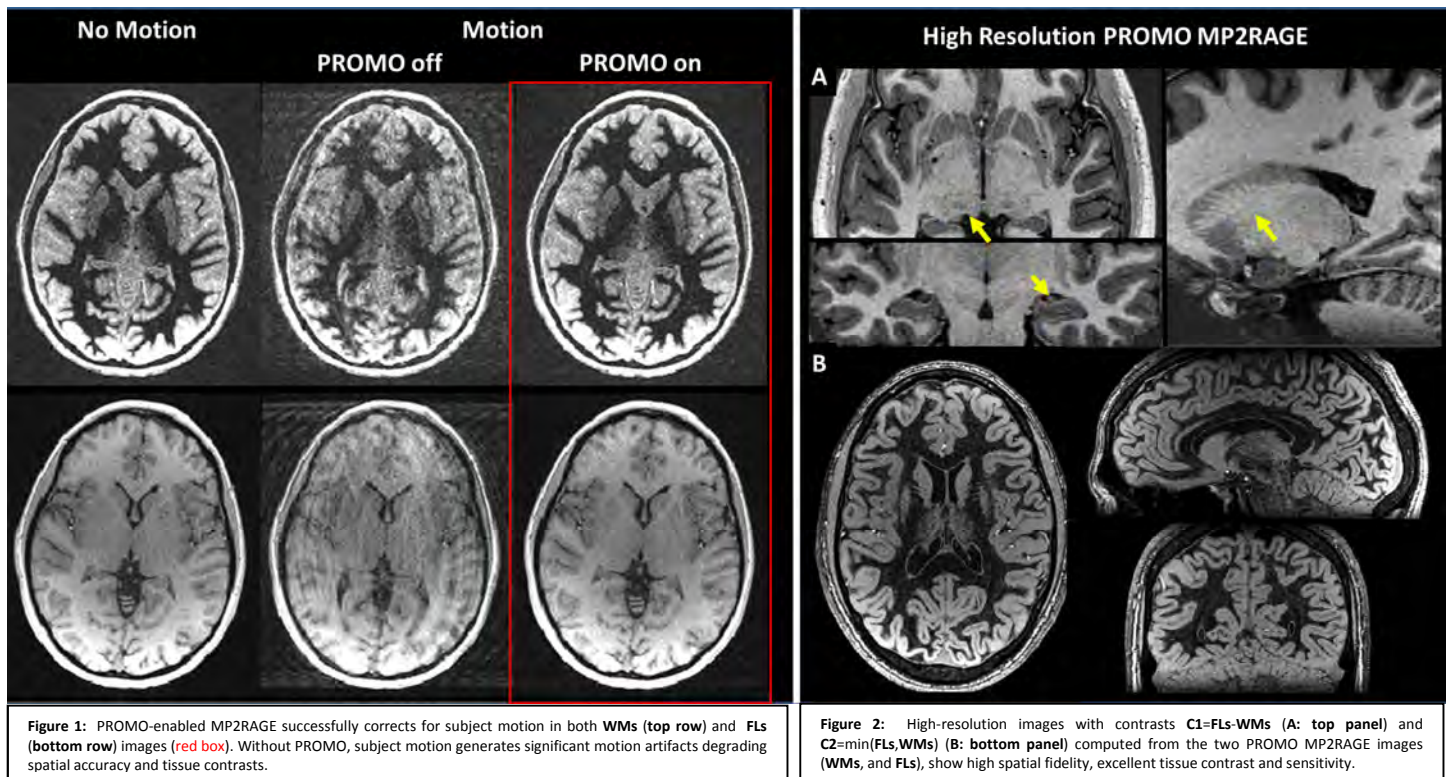 No Motion
Motion
PROMO off
PROMO on
Figure 1: PROMO-enabled MP2RAGE successfully corrects for subject motion in both WMs (top row) and FLs
(bottom row) images (red box). Without PROMO, subject motion generates significant motion artifacts degrading
spatial accuracy and tissue contrasts.
High Resolution PROMO MP2RAGE
A
B
Figure 2: High-resolution images with contrasts C1=FLs-WMs (A: top panel) and
C2=min(FLs,WMs) (B: bottom panel) computed from the two PROMO MP2RAGE images
(WMs, and FLs), show high spatial fidelity, excellent tissue contrast and sensitivity.